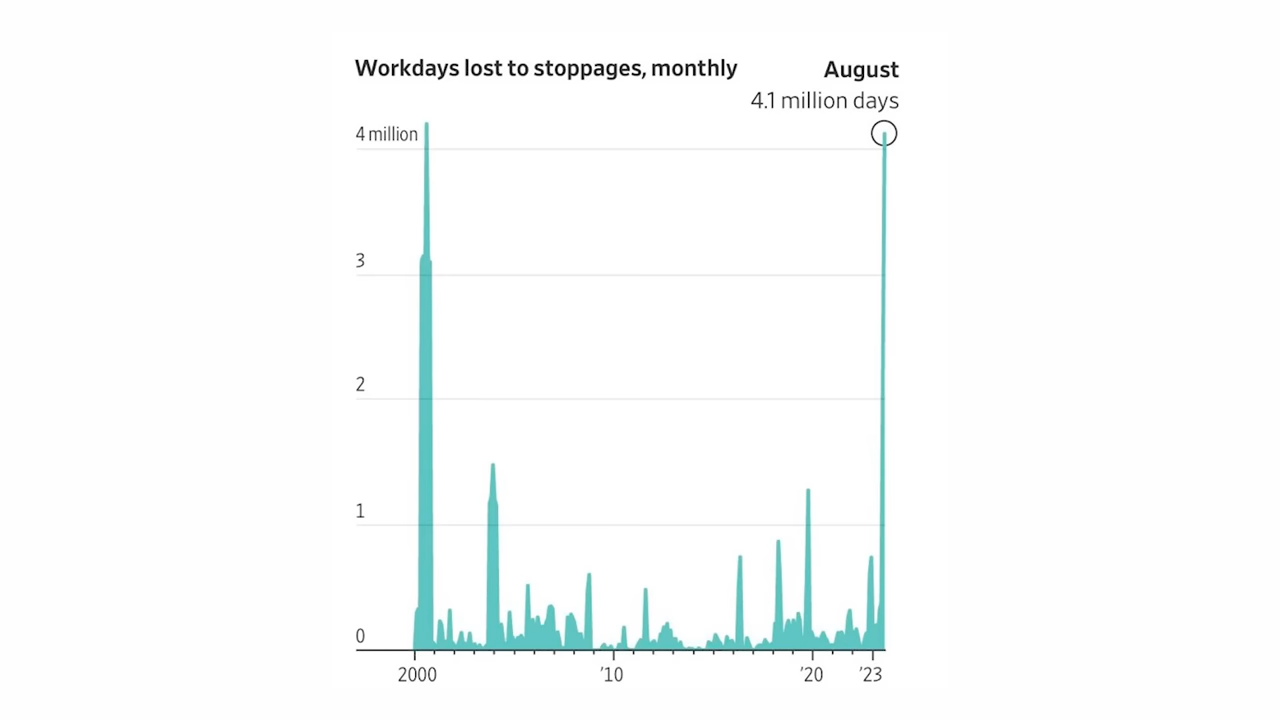 Workdays lost to stoppages, monthly
August
4.1 million days
4 million
3
2
1
0
2000
’10
’20
’23